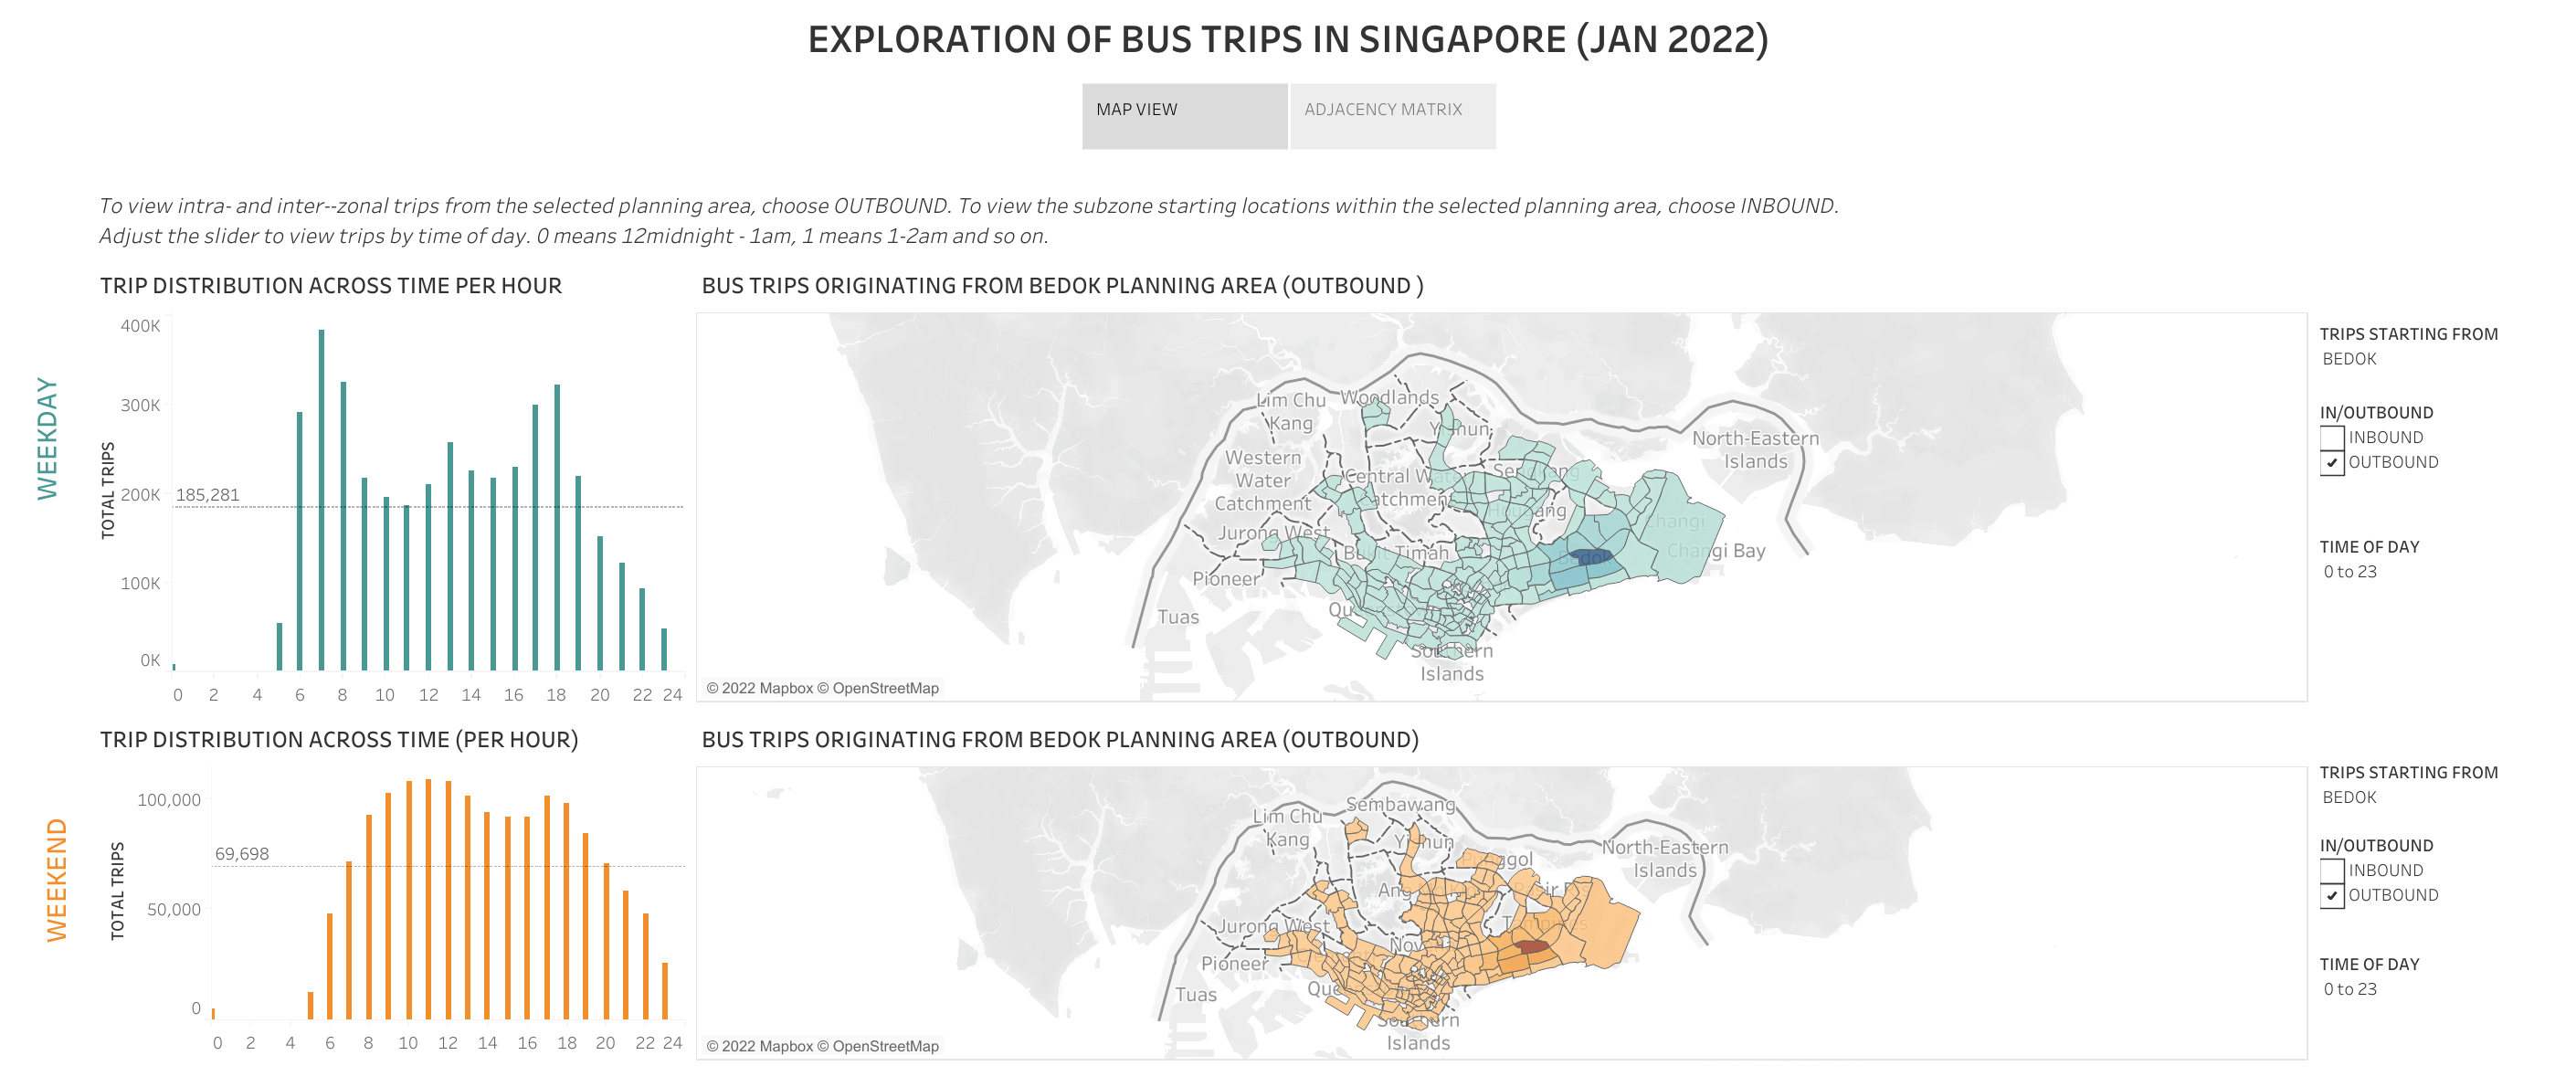 EXPLORATION OF BUS TRIPS IN SINGAPORE (JAN 2022)
MAP VIEW
ADJACENCY MATRIX
To view intra- and inter--zonal trips from the selected planning area, choose OUTBOUND. To view the subzone starting locations within the selected planning area, choose INBOUND.
Adjust the slider to view trips by time of day. 0 means 12midnight - 1am, 1 means 1-2am and so on.
WEEKDAY
TRIP DISTRIBUTION ACROSS TIME PER HOUR
TOTAL TRIPS
400K
300K
200K
100K
0K
185,281
0 2 4 6 8 10 12 14 16 18 20 22 24
BUS TRIPS ORIGINATING FROM BEDOK PLANNING AREA (OUTBOUND )
Lim Chu
Kang
Woodlands
Yishun
North-Eastern
Islands
Western
Water
Catchment
Central Water
Catchment
Sengkang
Hougang
Changi
Jurong West
Bukit Timah
Bedok
Changi Bay
Pioneer
Tuas
Southern
Islands
© 2022 Mapbox © OpenStreetMap
TRIPS STARTING FROM
BEDOK
IN/OUTBOUND
INBOUND
OUTBOUND
TIME OF DAY
0 to 23
WEEKEND
TRIP DISTRIBUTION ACROSS TIME (PER HOUR)
TOTAL TRIPS
100,000
50,000
0
69,698
0 2 4 6 8 10 12 14 16 18 20 22 24
BUS TRIPS ORIGINATING FROM BEDOK PLANNING AREA (OUTBOUND)
Sembawang
Lim Chu
Kang
Yishun
North-Eastern
Islands
Punggol
Pasir Ris
Tampines
Jurong West
Pioneer
Tuas
Southern
Islands
© 2022 Mapbox © OpenStreetMap
TRIPS STARTING FROM
BEDOK
IN/OUTBOUND
INBOUND
OUTBOUND
TIME OF DAY
0 to 23